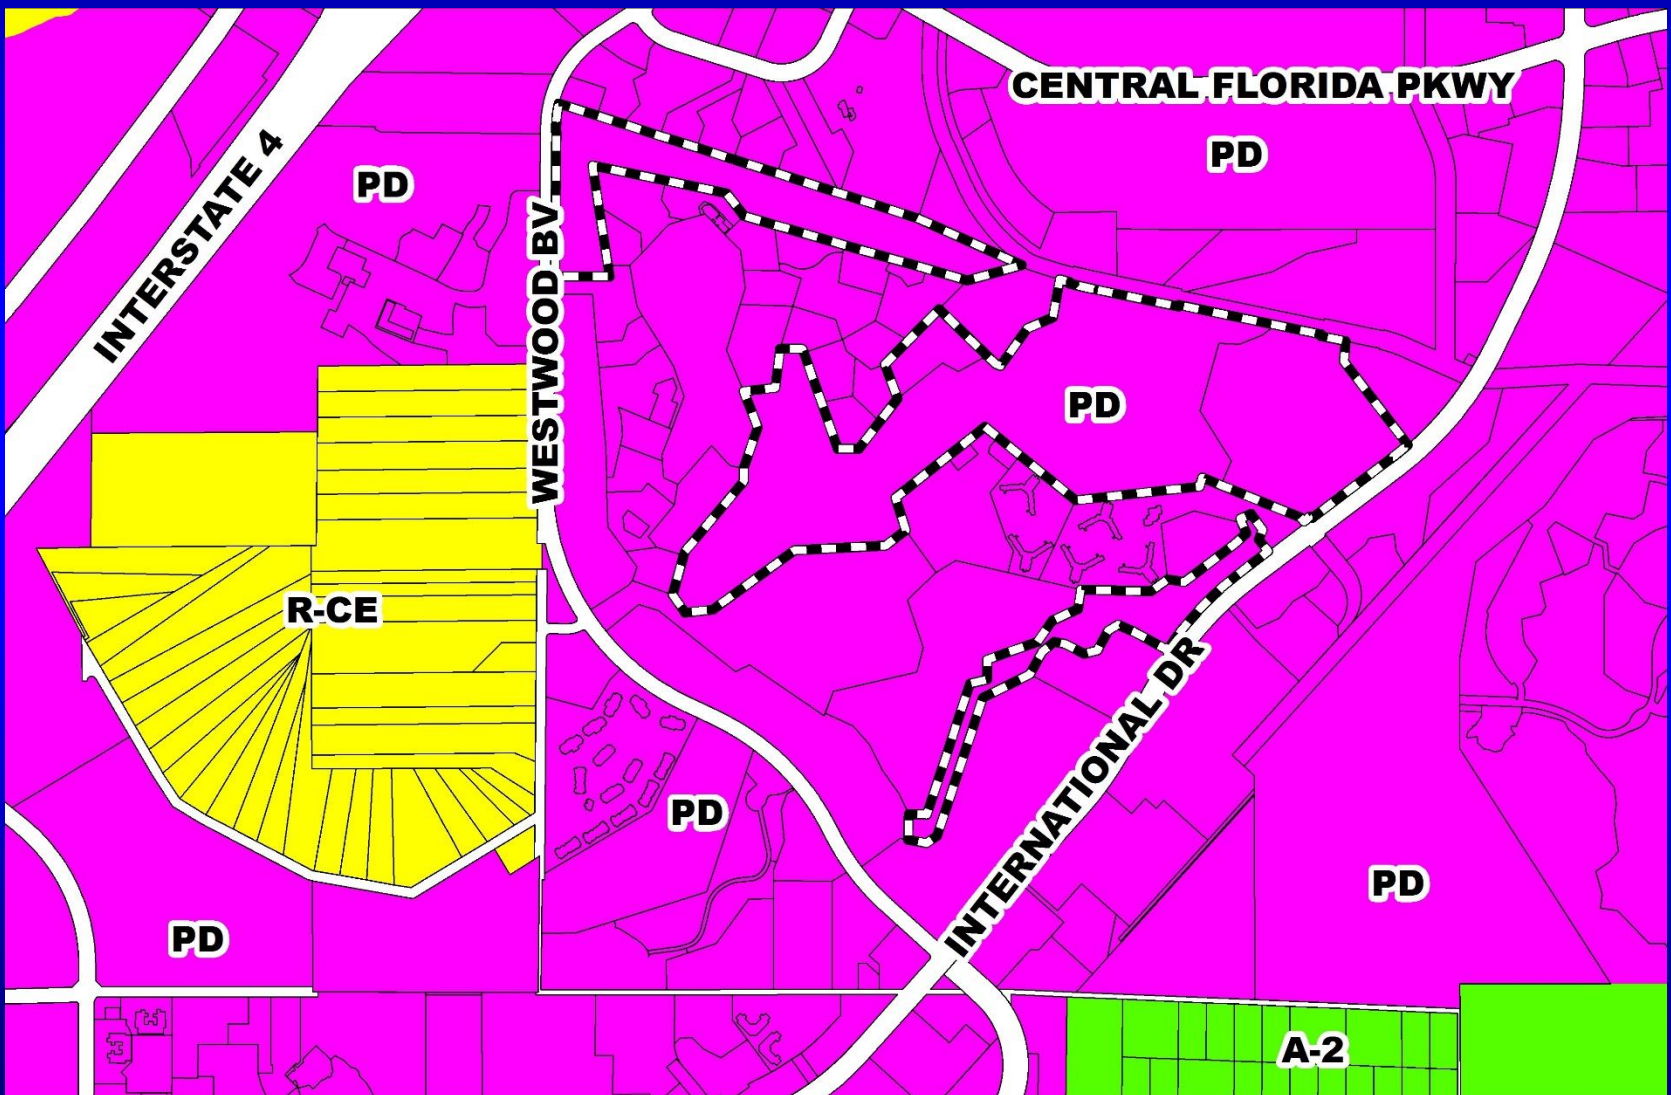 CENTRAL FLORIDA PKWY
PD
PD
INTERSTATE 4
WESTWOOD BV
PD
R-CE
INTERNATIONAL DR
PD
PD
PD
A-2